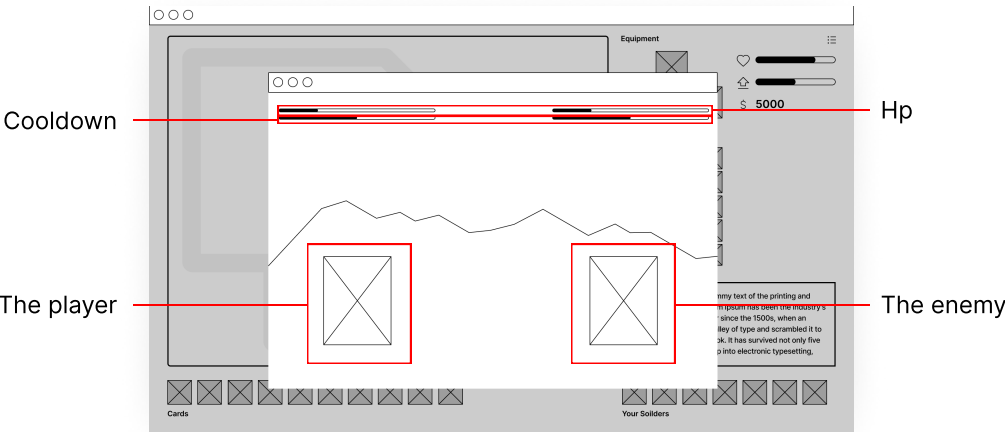 Equipment
5000
Cooldown
Hp
The player
The enemy
mmy text of the printing and
em Ipsum has been the industry's
r since the 1500s, when an
lley of type and scrambled it to
ok. It has survived not only five
p into electronic typesetting,
Cards
Your Soilders